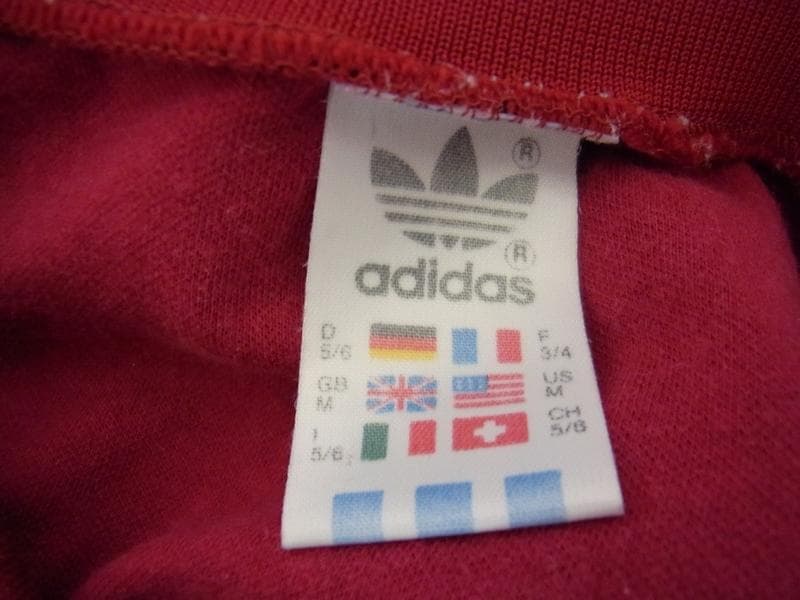 ®
®
adidas
D F
5/6 3/4
GB US
M M
I CH
5/6 5/6